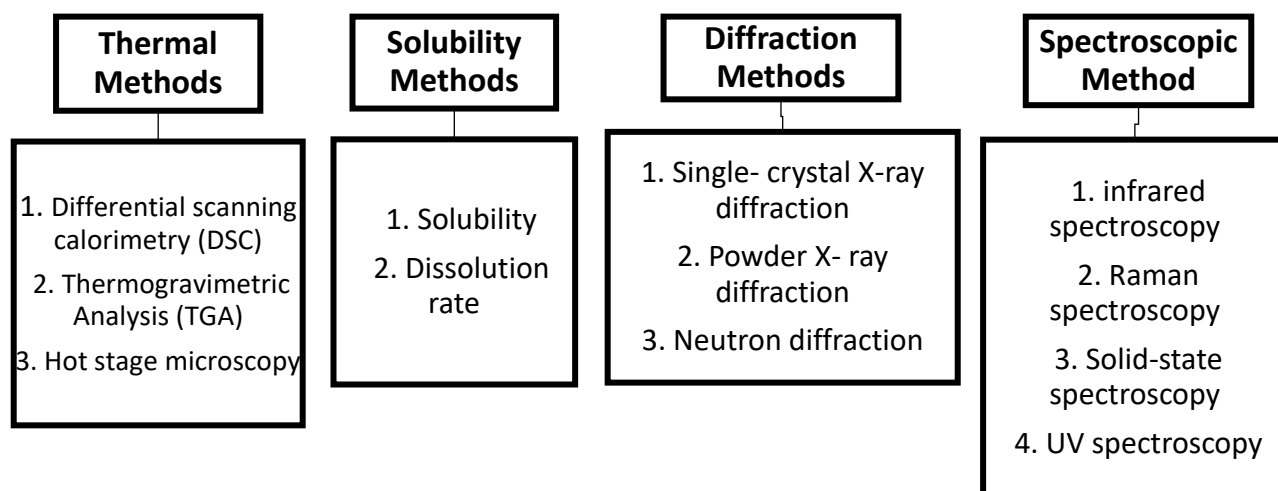 Thermal
Methods
1. Differential scanning
calorimetry (DSC)
2. Thermogravimetric
Analysis (TGA)
3. Hot stage microscopy
Solubility
Methods
1. Solubility
2. Dissolution
rate
Diffraction
Methods
1. Single- crystal X-ray
diffraction
2. Powder X- ray
diffraction
3. Neutron diffraction
Spectroscopic
Method
1. infrared
spectroscopy
2. Raman
spectroscopy
3. Solid-state
spectroscopy
4. UV spectroscopy